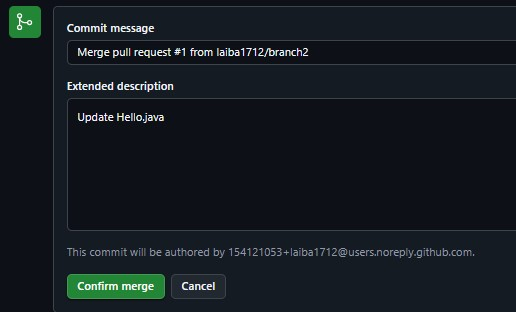 Commit message
Merge pull request #1 from laiba1712/branch2
Extended description
Update Hello.java
This commit will be authored by 154121053+laiba1712@users.noreply.github.com.
Confirm merge
Cancel